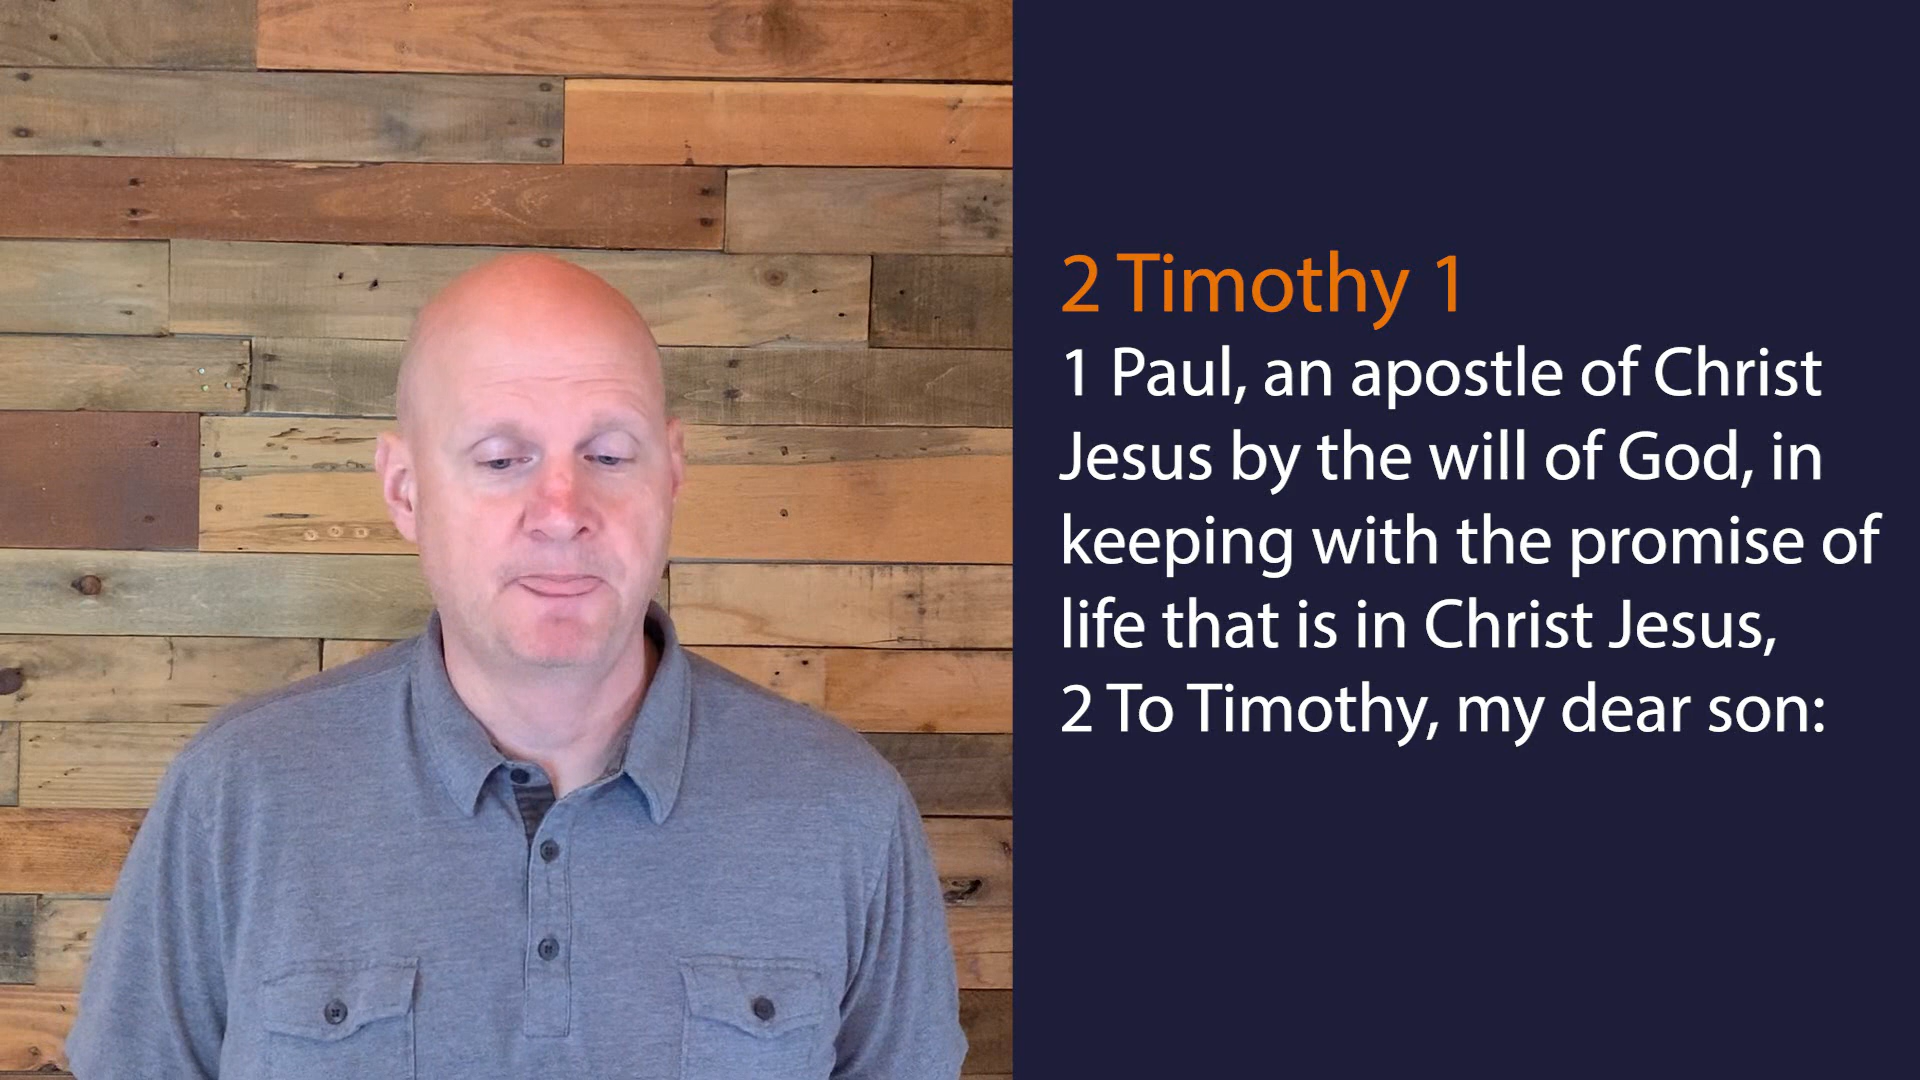 2 Timothy 1
1 Paul, an apostle of Christ
Jesus by the will of God, in
keeping with the promise of
life that is in Christ Jesus,
2 To Timothy, my dear son: